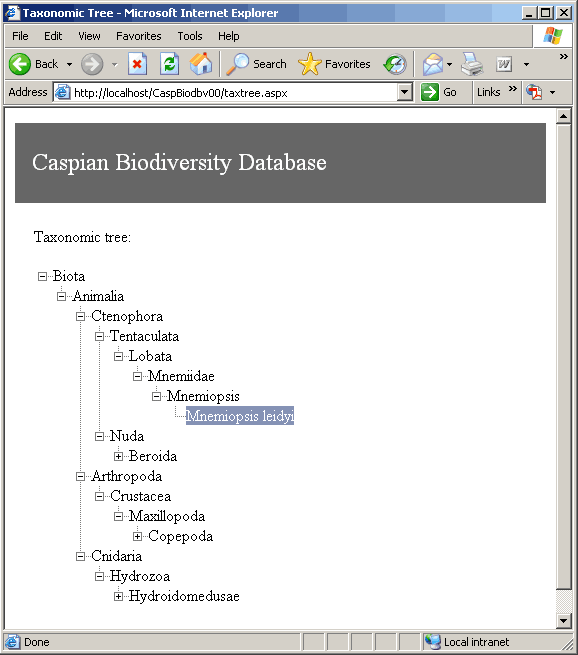 Taxonomic Tree - Microsoft Internet Explorer
File Edit View Favorites Tools Help
Back Search Favorites
Address http://localhost/CaspBiodbv00/taxtree.aspx Go Links »
Caspian Biodiversity Database
Taxonomic tree:
Biota
Animalia
Ctenophora
Tentaculata
Lobata
Mnemiidae
Mnemiopsis
Mnemiopsis leidyi
Nuda
Beroida
Arthropoda
Crustacea
Maxillopoda
Copepoda
Cnidaria
Hydrozoa
Hydroidomedusae
Done Local intranet